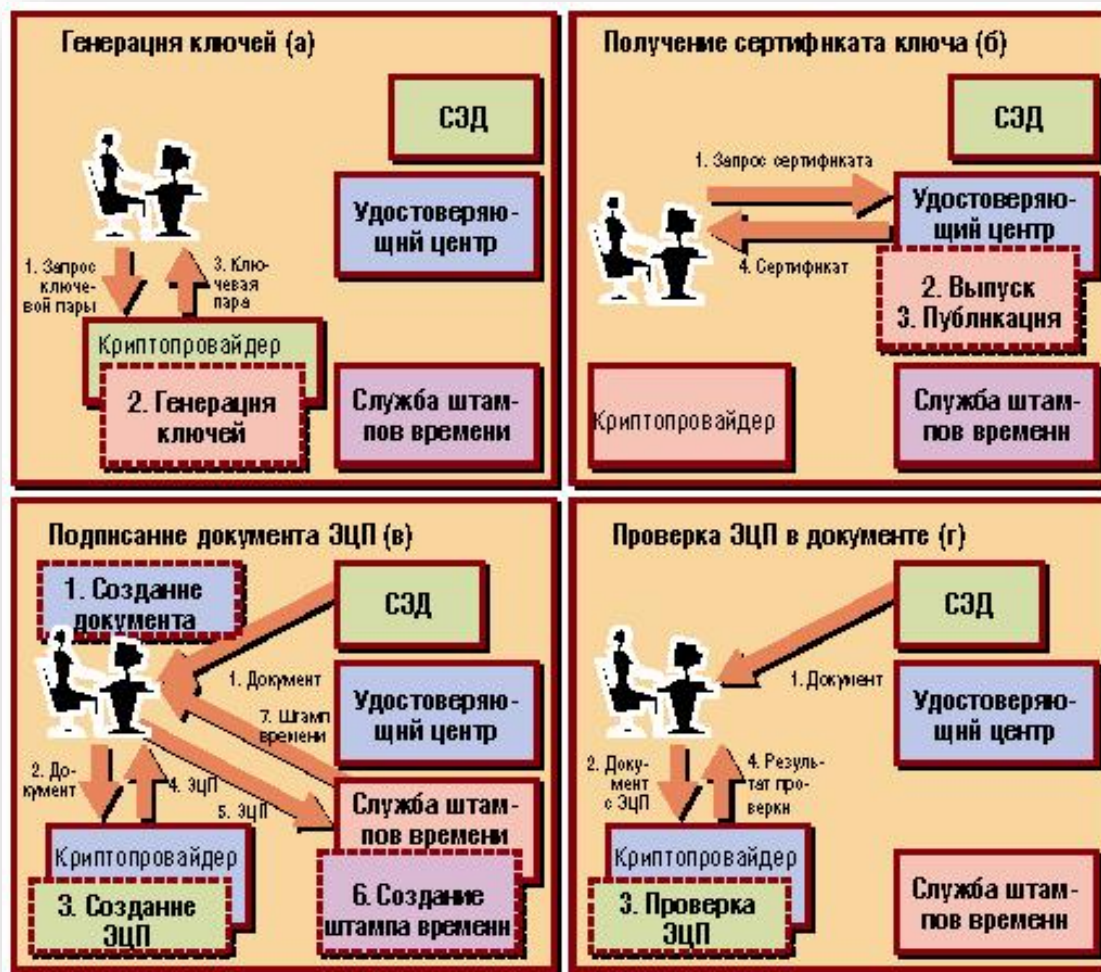 Генерация ключей (а)
СЭД
Удостоверяю-
щий центр
1. Запрос
ключе-
вой пары
3. Клю-
чевая
пара
Криптопровайдер
2. Генерация
ключей
Служба штам-
пов времени
Получение сертификата ключа (б)
СЭД
1. Запрос сертификата
Удостоверяю-
щий центр
4. Сертификат
2. Выпуск
3. Публикация
Криптопровайдер
Служба штам-
пов времени
Подписание документа ЭЦП (в)
1. Создание
документа
СЭД
1. Документ
Удостоверяю-
щий центр
7. Штамп
времени
2. До-
кумент
4. ЭЦП
5. ЭЦП
Служба штам-
пов времени
Криптопровайдер
3. Создание
ЭЦП
6. Создание
штампа времени
Проверка ЭЦП в документе (г)
СЭД
1. Документ
Удостоверяю-
щий центр
2. Доку-
мент
с ЭЦП
4. Резуль-
тат про-
верки
Криптопровайдер
3. Проверка
ЭЦП
Служба штам-
пов времени